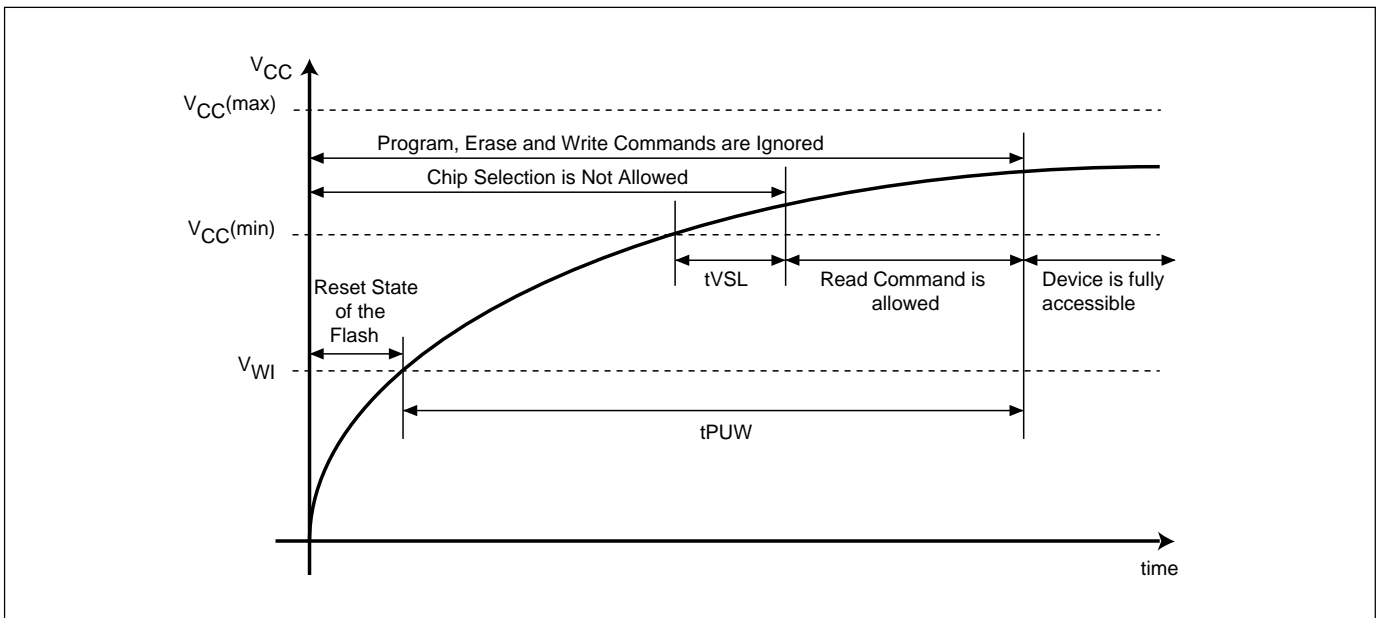 VCC
VCC(max)
Program, Erase and Write Commands are Ignored
Chip Selection is Not Allowed
VCC(min)
tVSL
Read Command is
allowed
Device is fully
accessible
Reset State
of the
Flash
VWI
tPUW
time